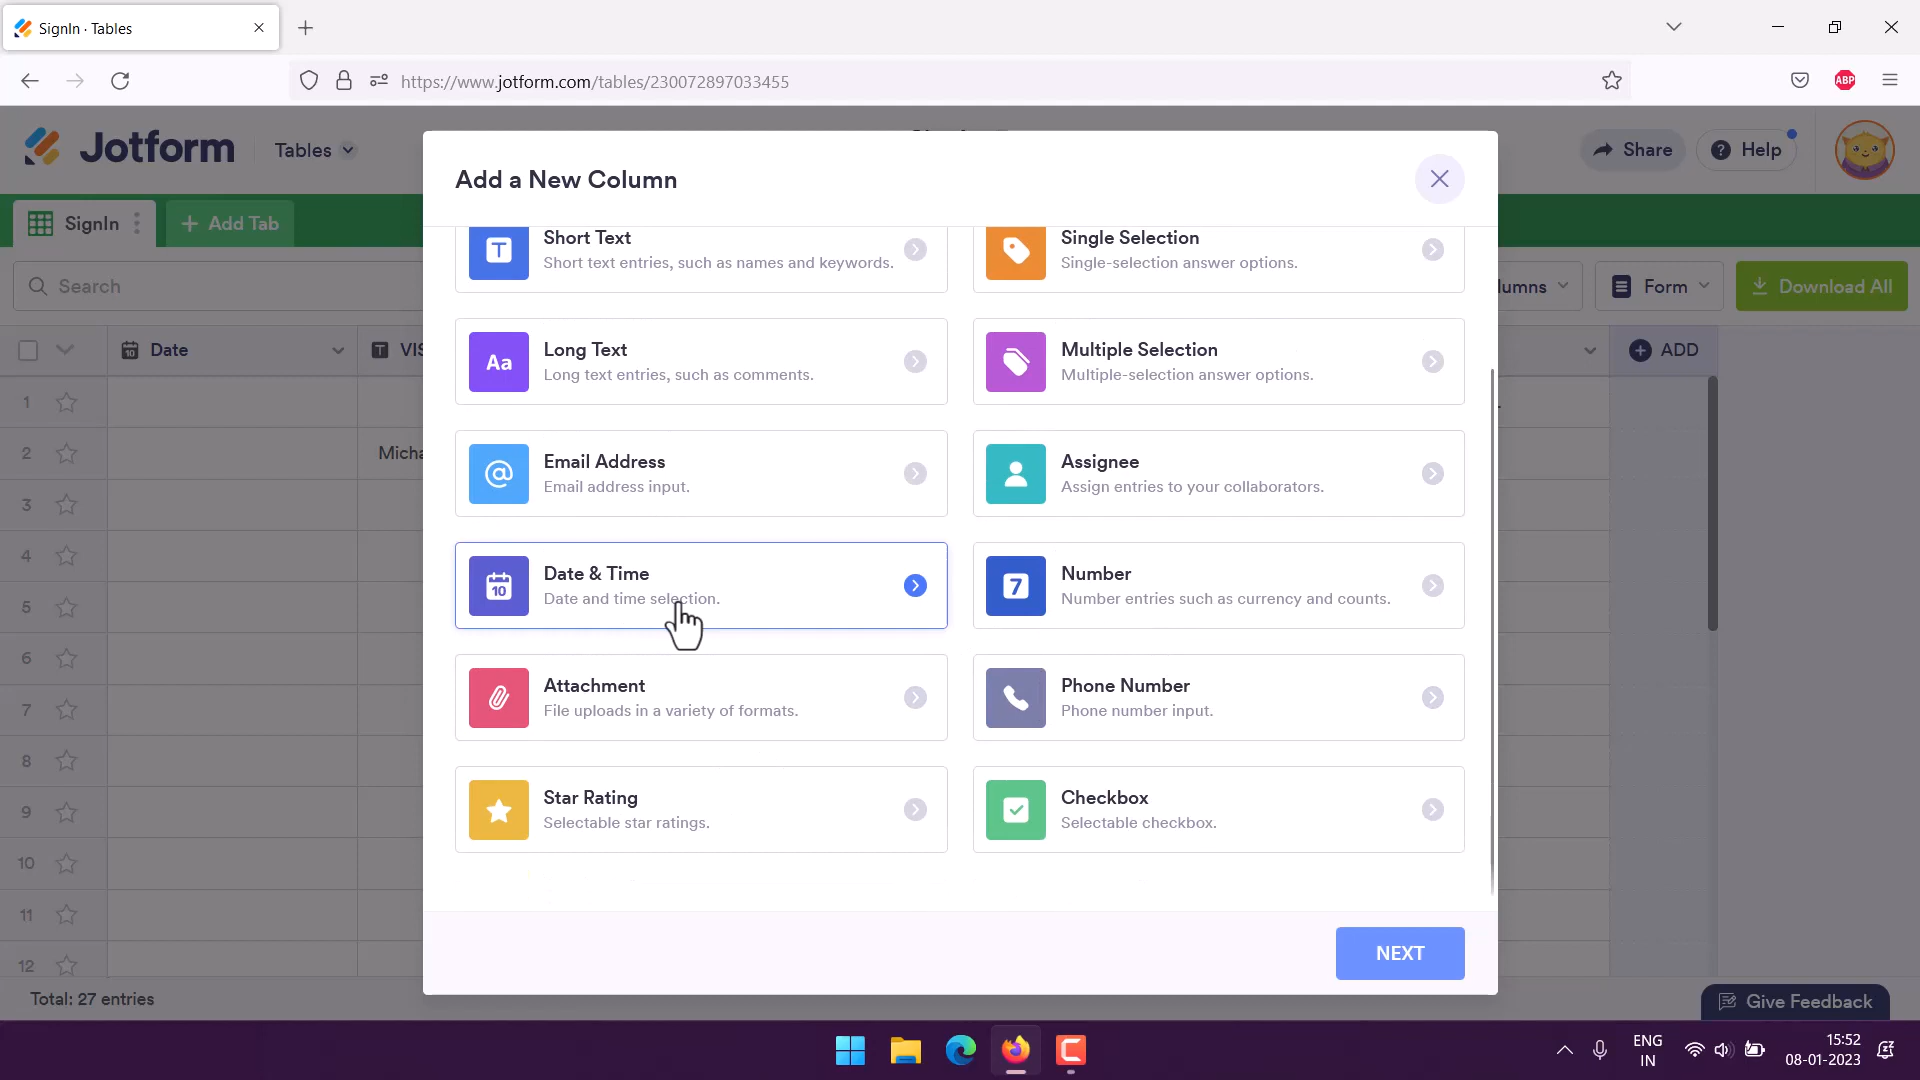 SignIn · Tables
https://www.jotform.com/tables/230072897033455
ABP
Jotform
Tables
Share
Help
SignIn
Add Tab
Search
lumns
Form
Download All
Date
VIS
ADD
Add a New Column
Short Text
Short text entries, such as names and keywords.
Single Selection
Single-selection answer options.
Aa
Long Text
Long text entries, such as comments.
Multiple Selection
Multiple-selection answer options.
Email Address
Email address input.
Assignee
Assign entries to your collaborators.
10
Date & Time
Date and time selection.
7
Number
Number entries such as currency and counts.
Attachment
File uploads in a variety of formats.
Phone Number
Phone number input.
Star Rating
Selectable star ratings.
Checkbox
Selectable checkbox.
NEXT
1
2
Micha
3
4
5
6
7
8
9
10
11
12
Total: 27 entries
Give Feedback
ENG
IN
15:52
08-01-2023